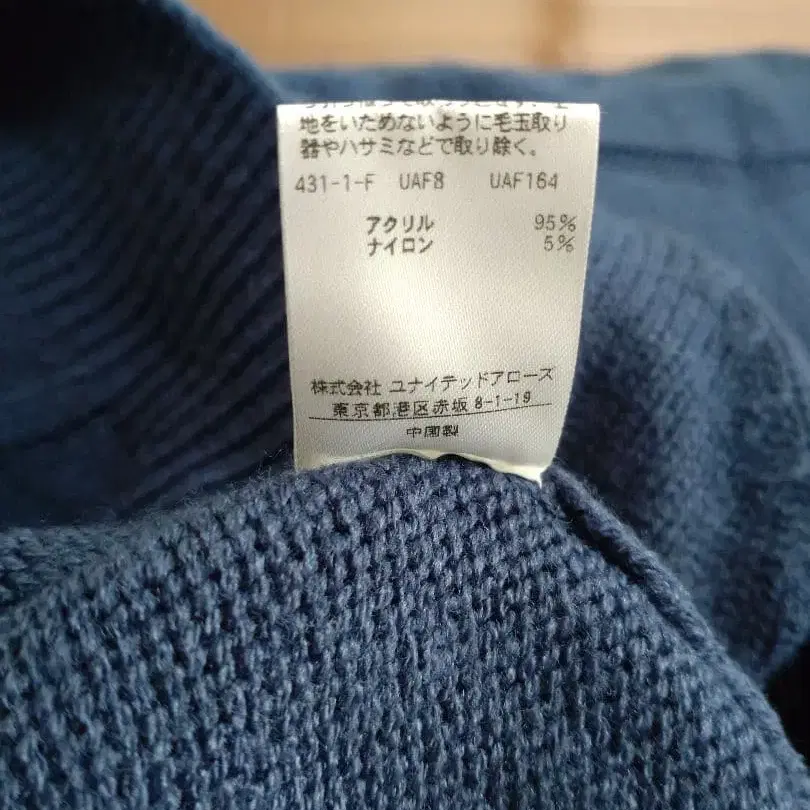 地をいためないように毛玉取り
器やハサミなどで取り除く。
431-1-F UAF8 UAF164
アクリル 95%
ナイロン 5%
株式会社 ユナイテッドアローズ
東京都港区赤坂8-1-19
中国製